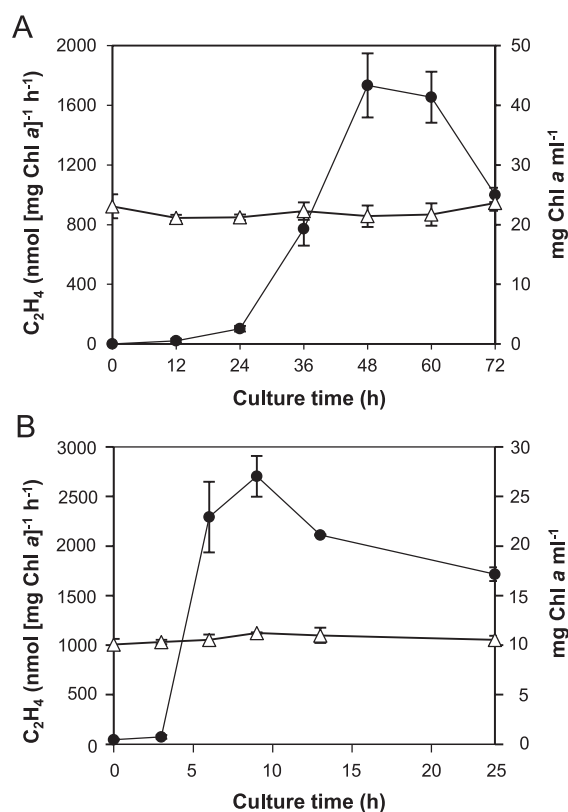 A
2000
1600
1200
800
400
0
50
40
30
20
10
0
C₂H₄ (nmol [mg Chl a]⁻¹ h⁻¹)
mg Chl a ml⁻¹
0 12 24 36 48 60 72
Culture time (h)
B
3000
2500
2000
1500
1000
500
0
30
25
20
15
10
5
0
C₂H₄ (nmol [mg Chl a]⁻¹ h⁻¹)
mg Chl a ml⁻¹
0 5 10 15 20 25
Culture time (h)